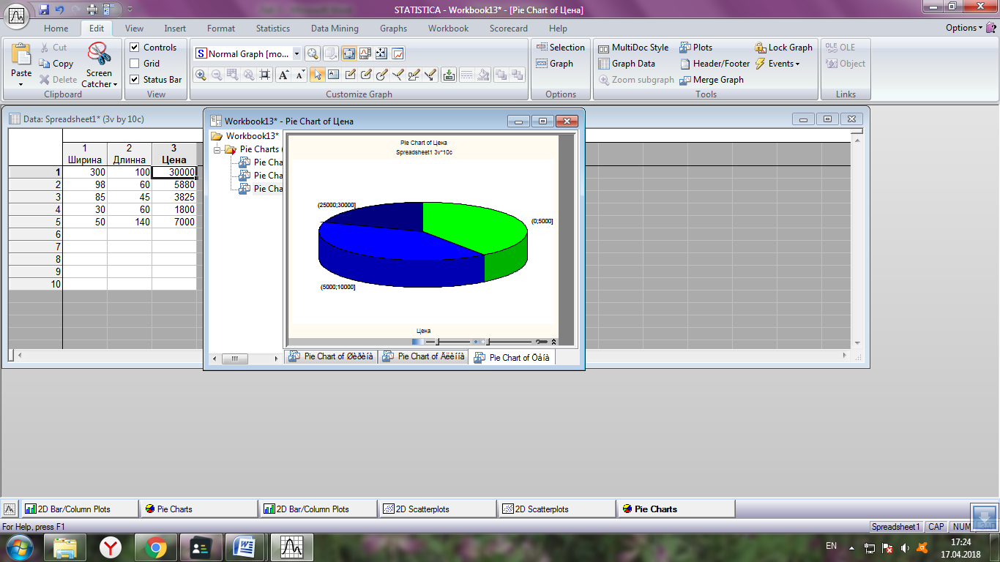 STATISTICA - Workbook13* - [Pie Chart of Цена]
Home Edit View Insert Format Statistics Data Mining Graphs Workbook Scorecard Help Options
Paste Cut Copy Delete Screen Catcher
Clipboard
Controls
Grid
Status Bar
View
Normal Graph [mo...
Customize Graph
Selection
Graph
Options
MultiDoc Style Plots Lock Graph
Graph Data Header/Footer Events
Zoom subgraph Merge Graph
Tools
OLE
Object
Links
Data: Spreadsheet1* (3v by 10c)
1 2 3
Ширина Длинна Цена
1 300 100 30000
2 98 60 5880
3 85 45 3825
4 30 60 1800
5 50 140 7000
6
7
8
9
10
Workbook13* - Pie Chart of Цена
Workbook13*
Pie Charts (
Pie Cha
Pie Cha
Pie Cha
Pie Chart of Цена
Spreadsheet1 3v*10c
(25000;30000]
(0;5000]
(5000;10000]
Цена
Pie Chart of Øèðèíà Pie Chart of Äëèííà Pie Chart of Öåíà
2D Bar/Column Plots Pie Charts 2D Bar/Column Plots 2D Scatterplots 2D Scatterplots Pie Charts
For Help, press F1 Spreadsheet1 CAP NUM
EN 17:24
17.04.2018